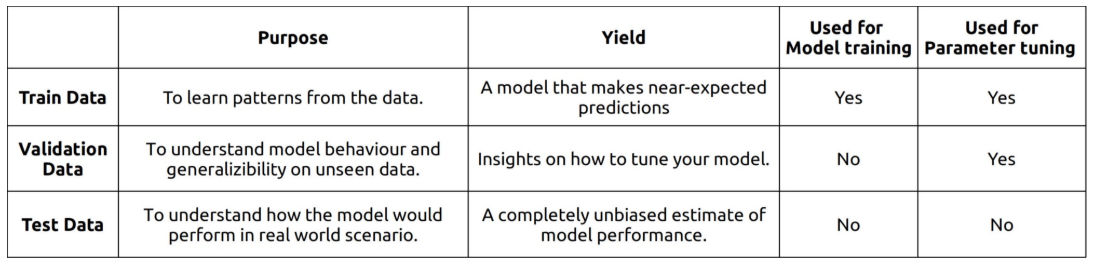 Purpose
Yield
Used for
Model training
Used for
Parameter tuning
Train Data
To learn patterns from the data.
A model that makes near-expected
predictions
Yes
Yes
Validation
Data
To understand model behaviour and
generalizibility on unseen data.
Insights on how to tune your model.
No
Yes
Test Data
To understand how the model would
perform in real world scenario.
A completely unbiased estimate of
model performance.
No
No